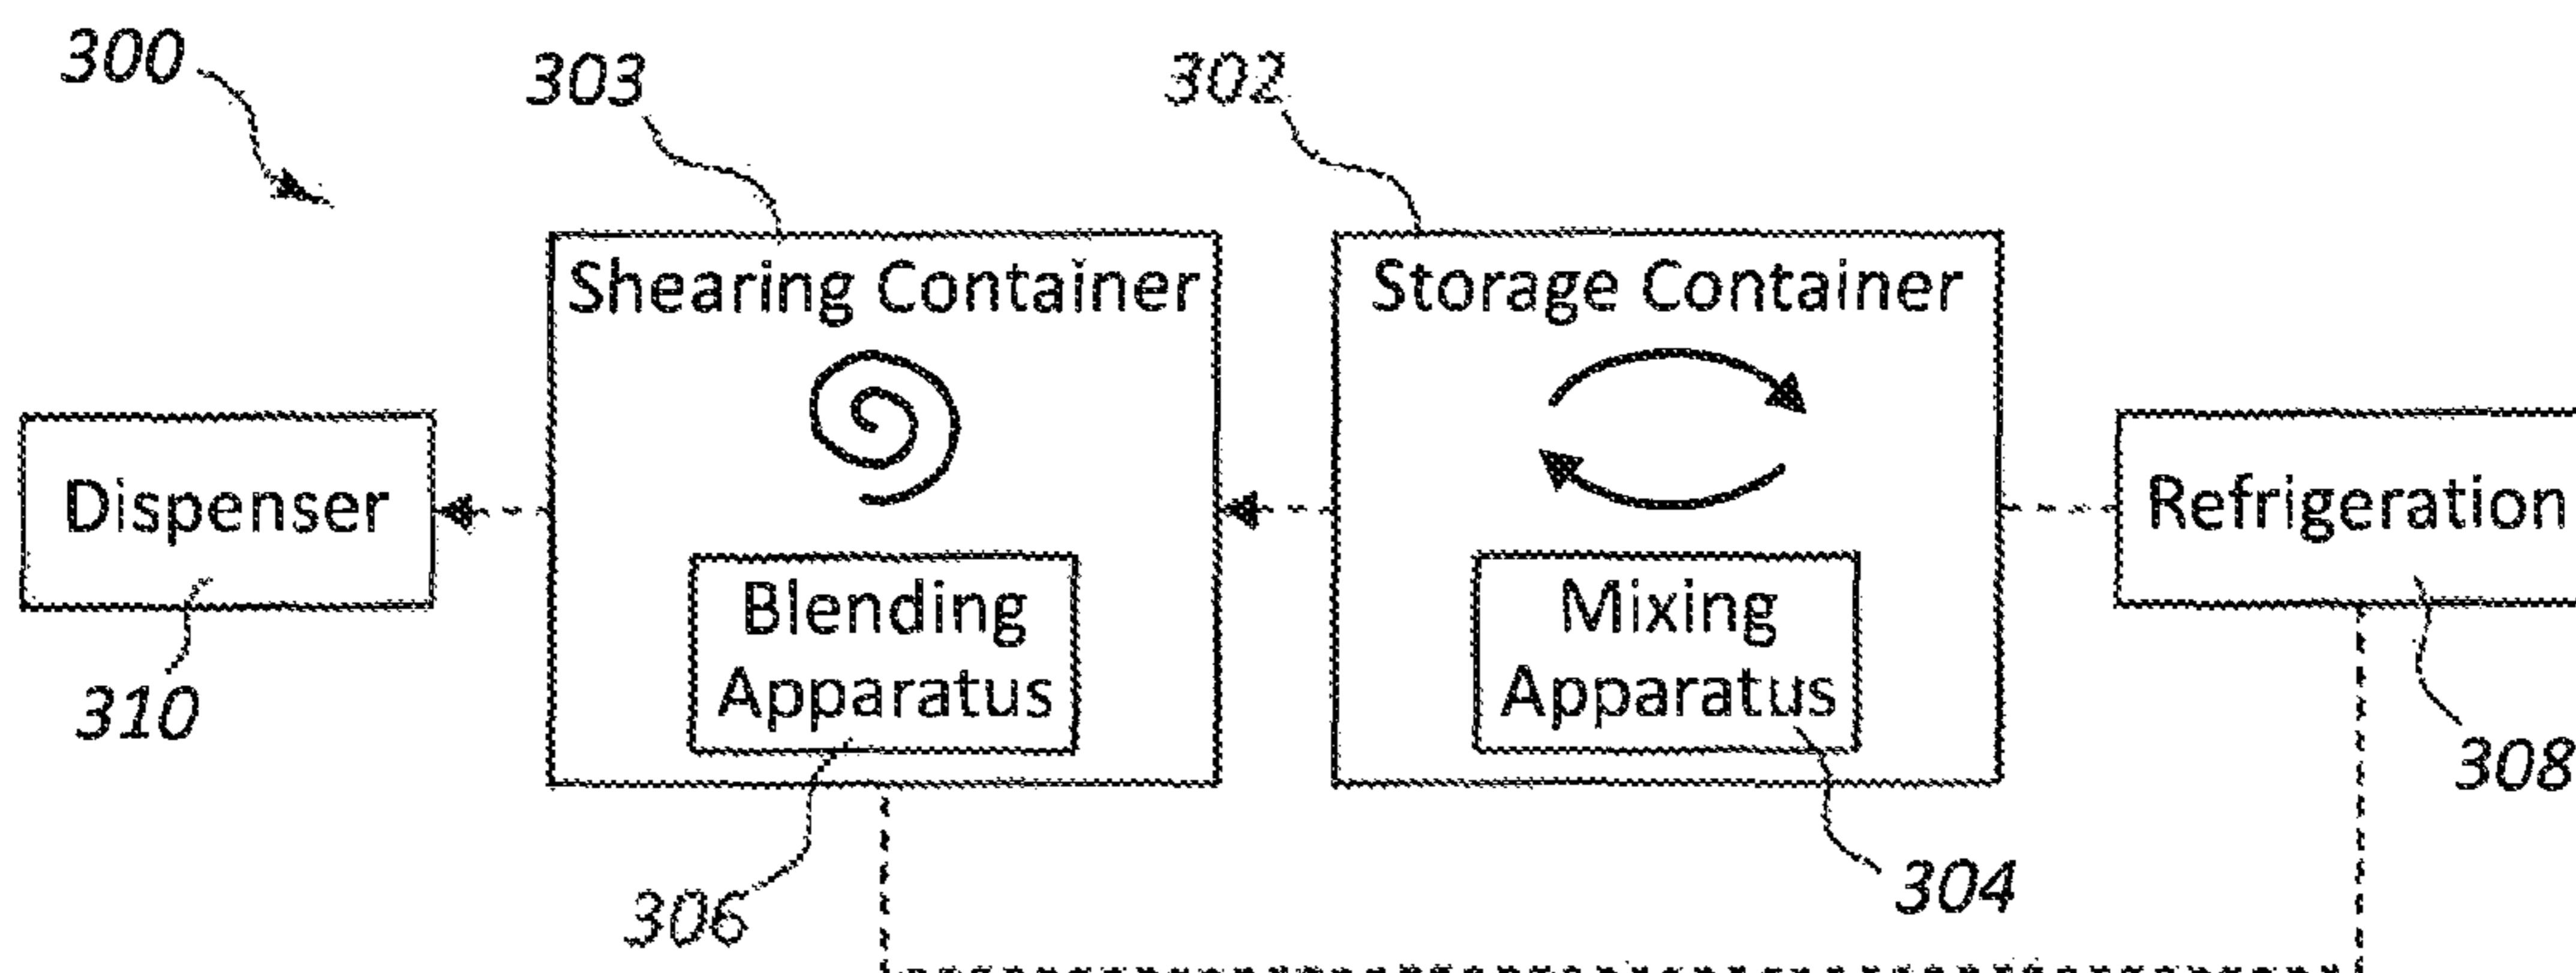 300
303
302
Shearing Container
Storage Container
Dispenser
Refrigeration
Blending
Apparatus
Mixing
Apparatus
310
308
306
304